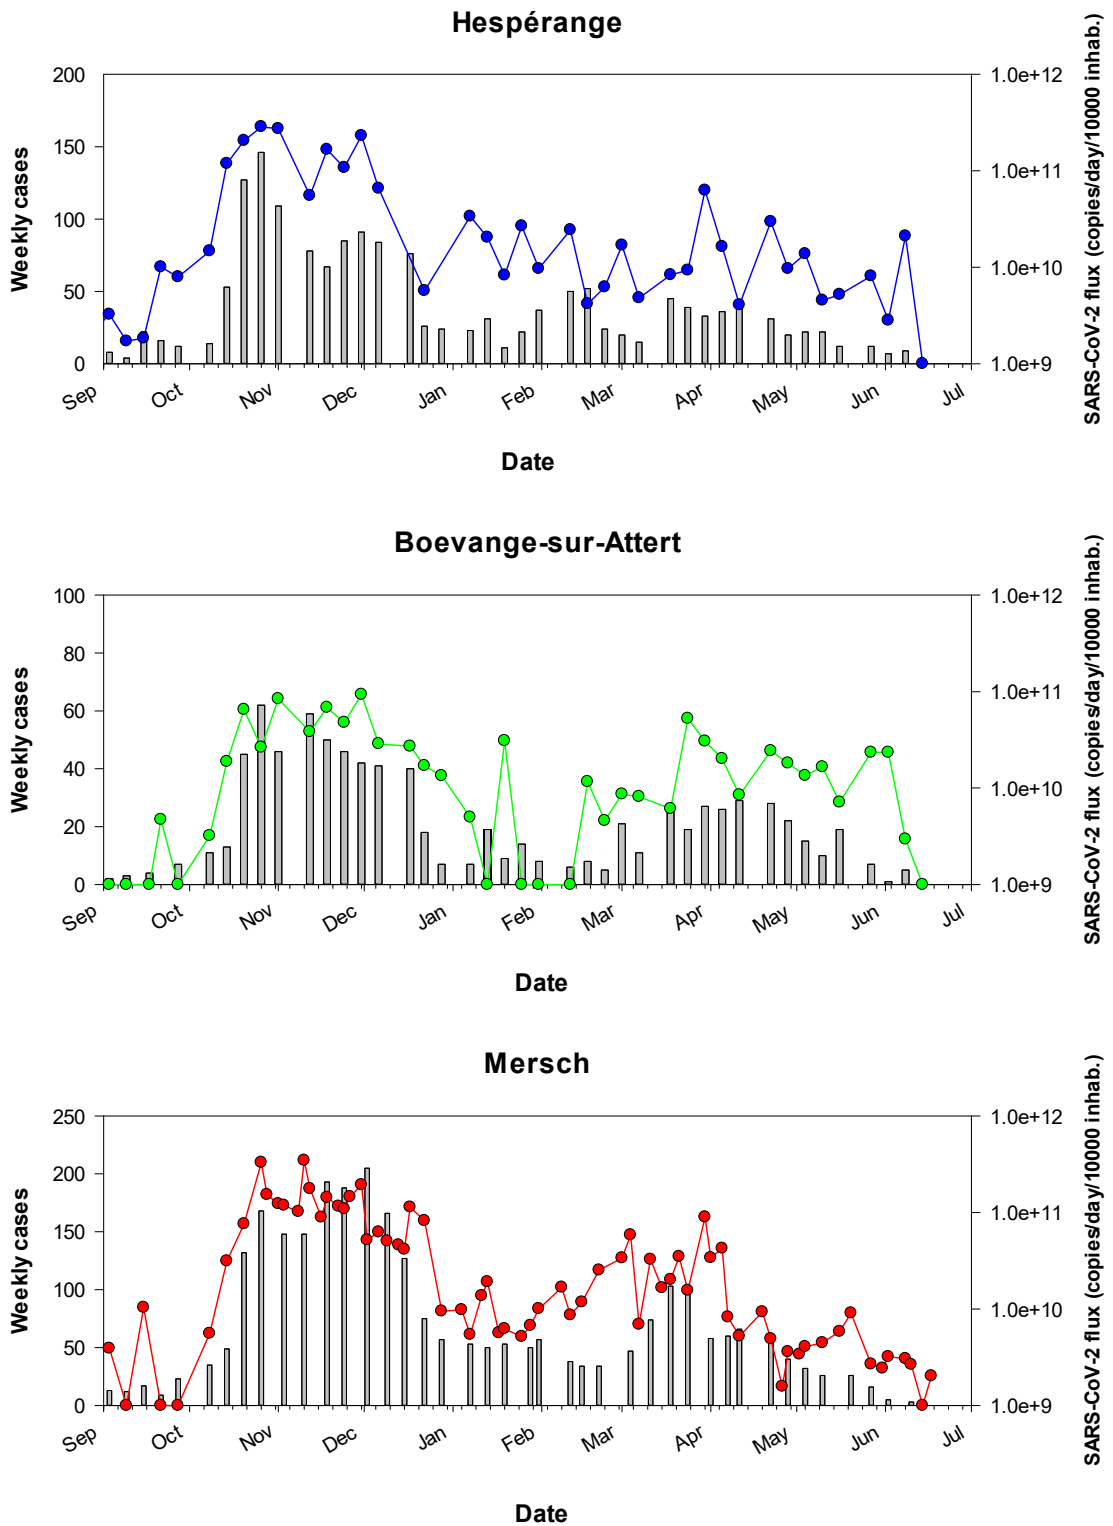 Hespérange
Weekly cases
200
150
100
50
0
1.0e+12
1.0e+11
1.0e+10
1.0e+9
SARS-CoV-2 flux (copies/day/10000 inhab.)
Sep Oct Nov Dec Jan Feb Mar Apr May Jun Jul
Date
Boevange-sur-Attert
Weekly cases
100
80
60
40
20
0
1.0e+12
1.0e+11
1.0e+10
1.0e+9
SARS-CoV-2 flux (copies/day/10000 inhab.)
Sep Oct Nov Dec Jan Feb Mar Apr May Jun Jul
Date
Mersch
Weekly cases
250
200
150
100
50
0
1.0e+12
1.0e+11
1.0e+10
1.0e+9
SARS-CoV-2 flux (copies/day/10000 inhab.)
Sep Oct Nov Dec Jan Feb Mar Apr May Jun Jul
Date